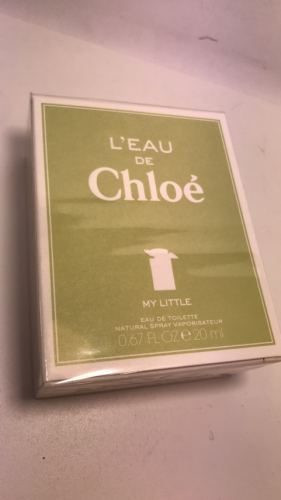 L'EAU
DE
Chloé
MY LITTLE
EAU DE TOILETTE
NATURAL SPRAY VAPORISATEUR
0.67 FL.OZ ℮ 20 ml